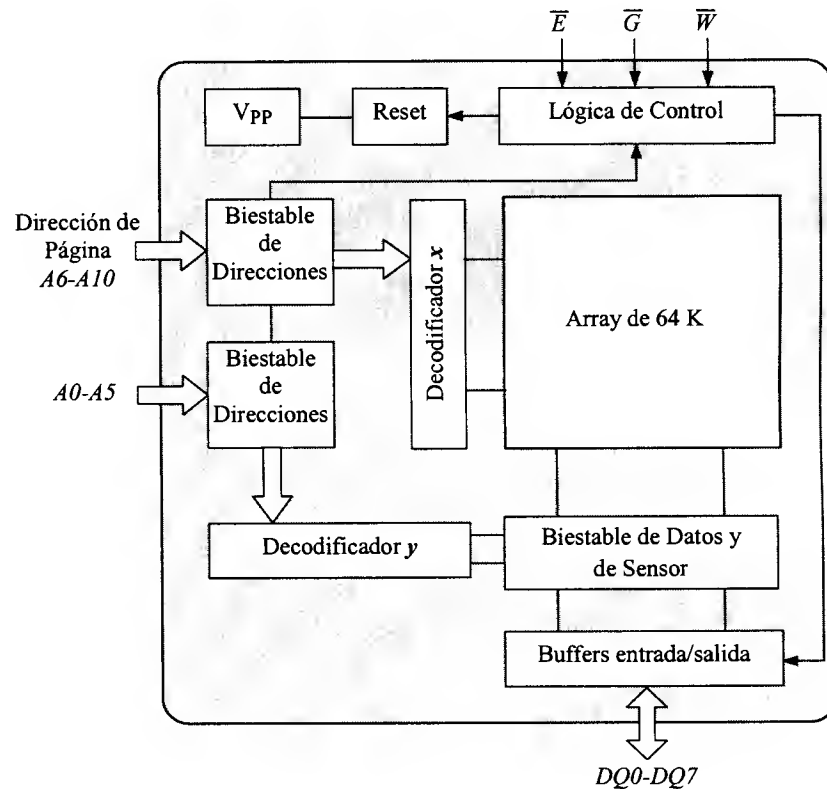 E̅ G̅ W̅
V_PP
Reset
Lógica de Control
Dirección de
Página
A6-A10
Biestable
de
Direcciones
Decodificador x
Array de 64 K
A0-A5
Biestable
de
Direcciones
Decodificador y
Biestable de Datos y
de Sensor
Buffers entrada/salida
DQ0-DQ7